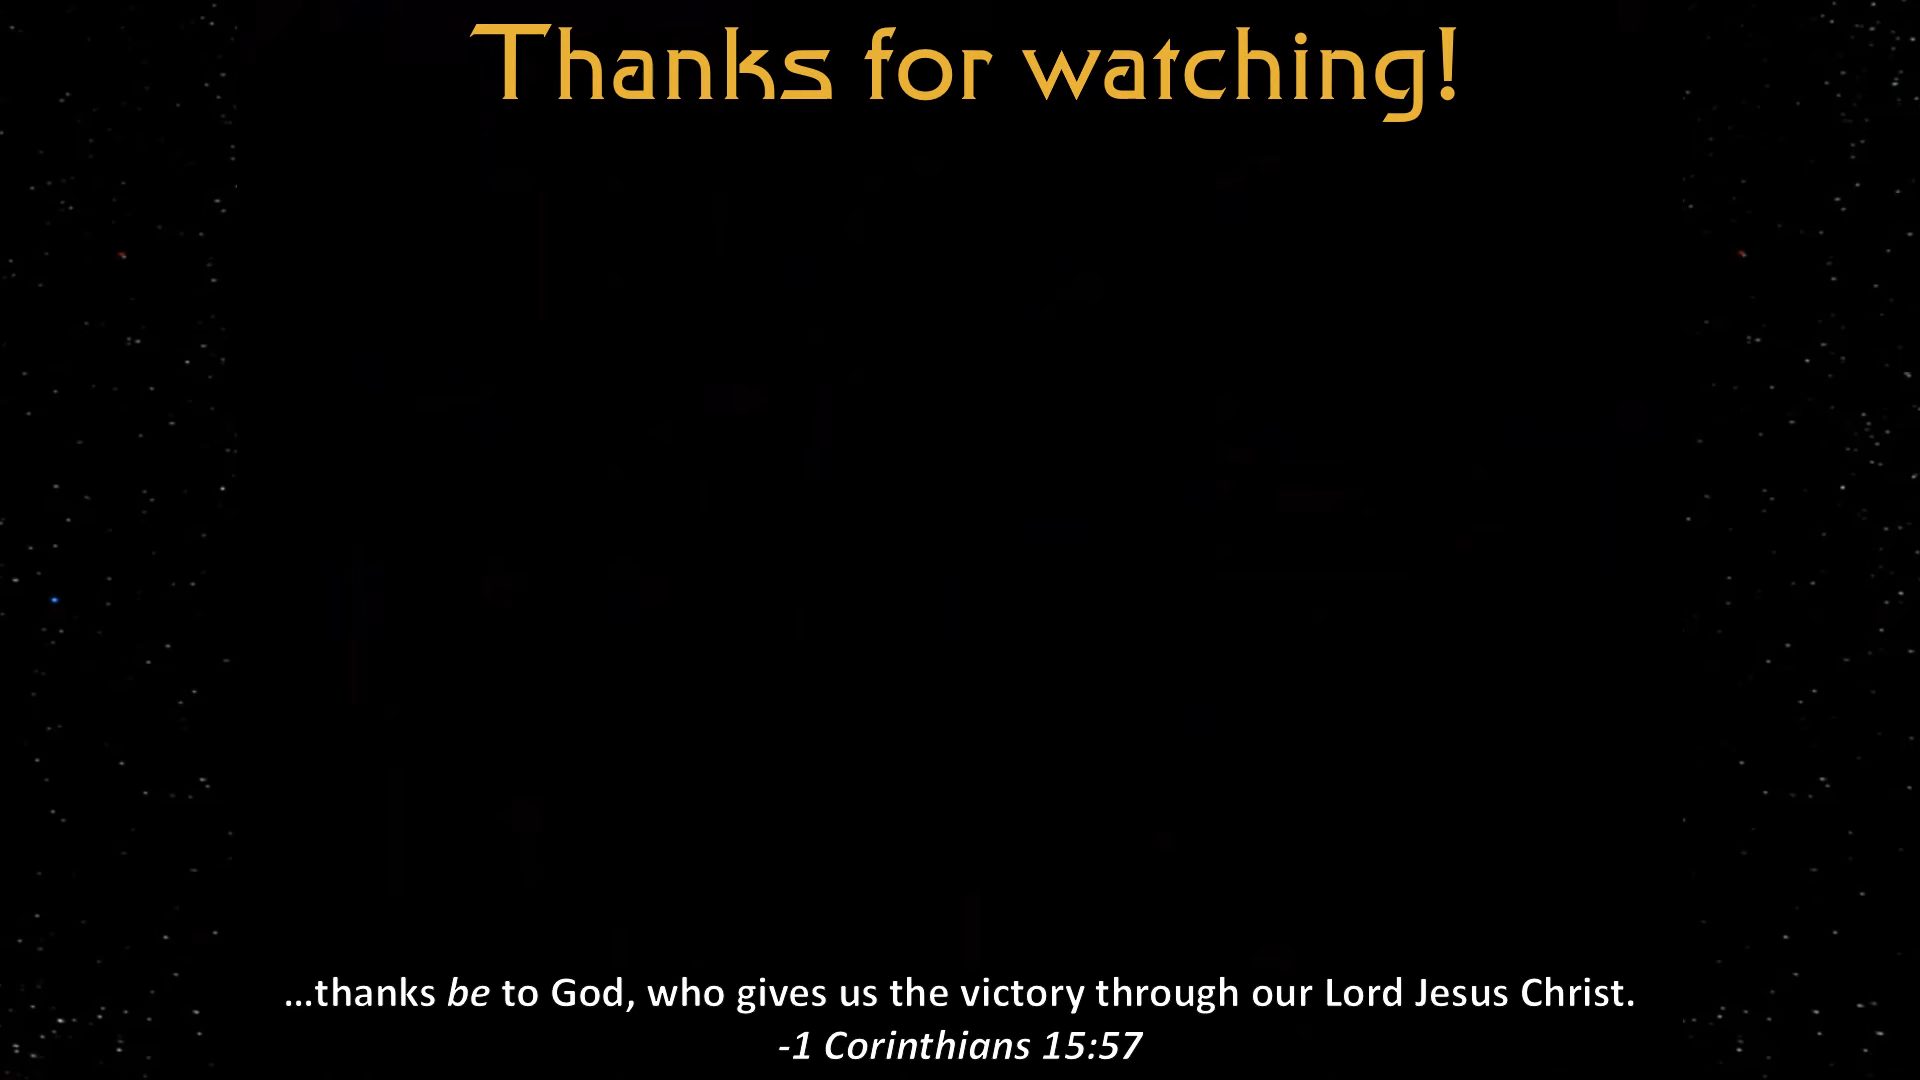 Thanks for watching!
...thanks be to God, who gives us the victory through our Lord Jesus Christ.
-1 Corinthians 15:57